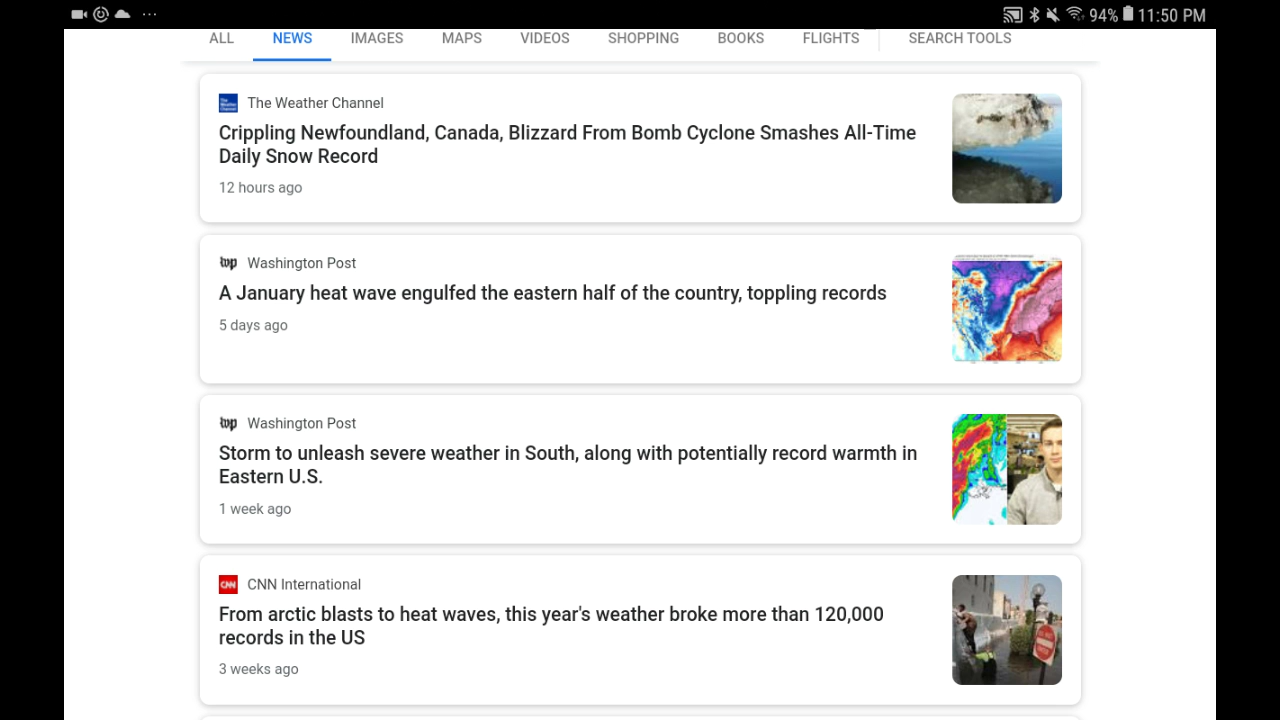 94% 11:50 PM
ALL NEWS IMAGES MAPS VIDEOS SHOPPING BOOKS FLIGHTS SEARCH TOOLS
The Weather Channel
Crippling Newfoundland, Canada, Blizzard From Bomb Cyclone Smashes All-Time
Daily Snow Record
12 hours ago
wp Washington Post
A January heat wave engulfed the eastern half of the country, toppling records
5 days ago
wp Washington Post
Storm to unleash severe weather in South, along with potentially record warmth in
Eastern U.S.
1 week ago
CNN CNN International
From arctic blasts to heat waves, this year's weather broke more than 120,000
records in the US
3 weeks ago